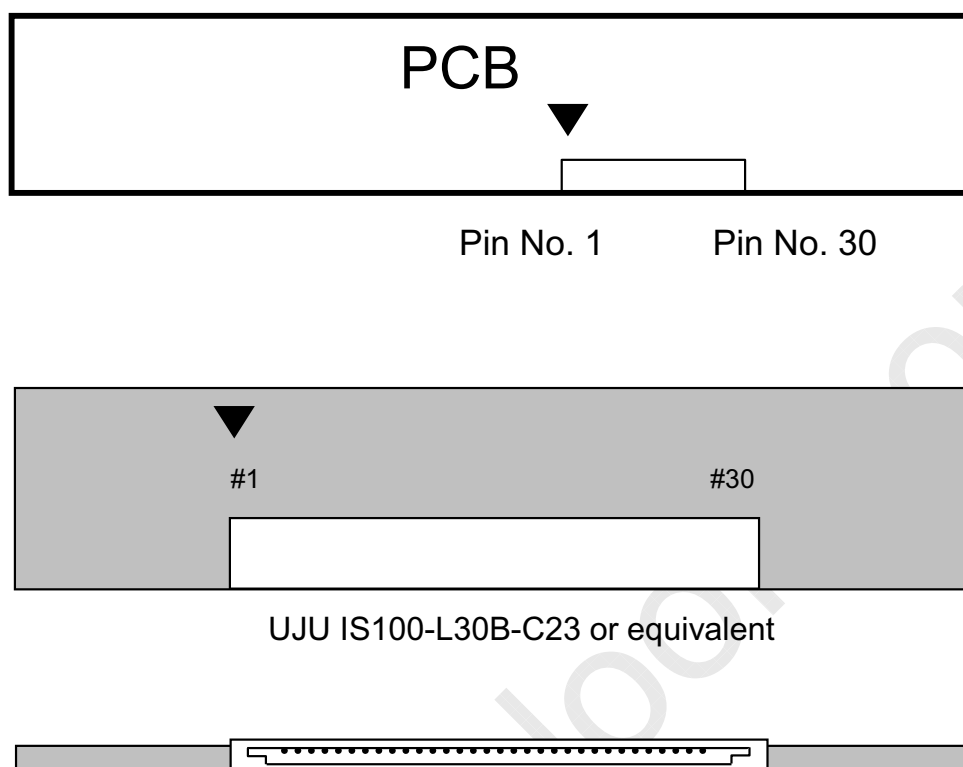 PCB
Pin No. 1 Pin No. 30
#1 #30
UJU IS100-L30B-C23 or equivalent